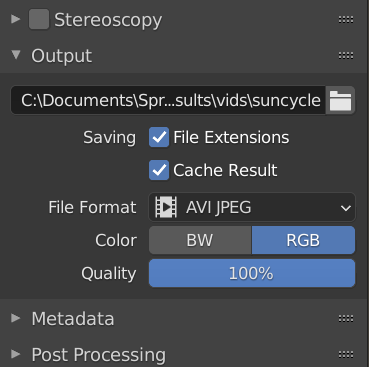 Stereoscopy
Output
C:\Documents\Spr...sults\vids\suncycle
Saving File Extensions
Cache Result
File Format AVI JPEG
Color BW RGB
Quality 100%
Metadata
Post Processing